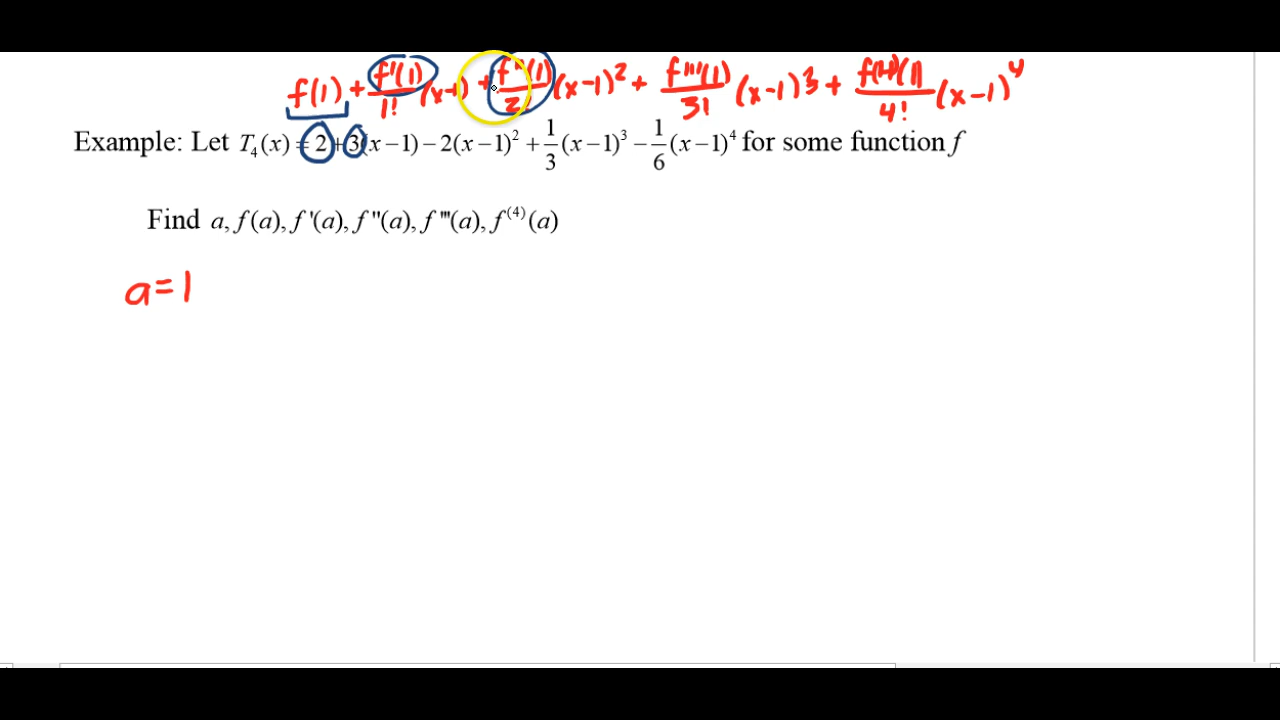 f(1) + f'(1)/1! (x-1) + f''(1)/2! (x-1)² + f'''(1)/3! (x-1)³ + f⁽⁴⁾(1)/4! (x-1)⁴
Example: Let T₄(x) = 2 + 3(x−1) − 2(x−1)² + 1/3 (x−1)³ − 1/6 (x−1)⁴ for some function f
Find a, f(a), f'(a), f''(a), f'''(a), f⁽⁴⁾(a)
a = 1